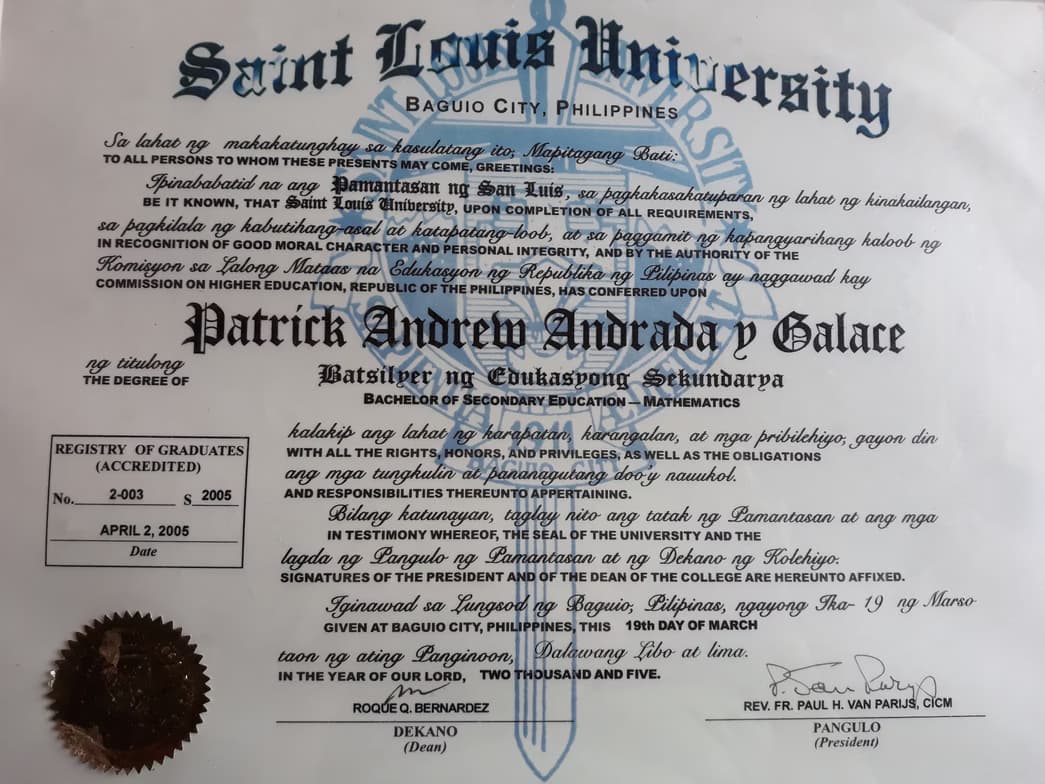 Saint Louis University
BAGUIO CITY, PHILIPPINES
Sa lahat ng makakatunghay sa kasulatang ito; Mapitagang Bati:
TO ALL PERSONS TO WHOM THESE PRESENTS MAY COME, GREETINGS:
Ipinababatid na ang Pamantasan ng San Luis, sa pagkakasakatuparan ng lahat ng kinakailangan,
BE IT KNOWN, THAT Saint Louis University, UPON COMPLETION OF ALL REQUIREMENTS,
sa pagkilala ng kabutihang-asal at katapatang-loob, at sa paggamit ng kapangyarihang kaloob ng
IN RECOGNITION OF GOOD MORAL CHARACTER AND PERSONAL INTEGRITY, AND BY THE AUTHORITY OF THE
Komisyon sa Lalong Mataas na Edukasyon ng Republika ng Pilipinas ay naggawad kay
COMMISSION ON HIGHER EDUCATION, REPUBLIC OF THE PHILIPPINES, HAS CONFERRED UPON
Patrick Andrew Andrada y Galace
ng titulong
THE DEGREE OF
Batsilyer ng Edukasyong Sekundarya
BACHELOR OF SECONDARY EDUCATION — MATHEMATICS
kalakip ang lahat ng karapatan, karangalan, at mga pribilehiyo; gayon din
WITH ALL THE RIGHTS, HONORS, AND PRIVILEGES, AS WELL AS THE OBLIGATIONS
ang mga tungkulin at pananagutang doo'y nauukol.
AND RESPONSIBILITIES THEREUNTO APPERTAINING.
Bilang katunayan, taglay nito ang tatak ng Pamantasan at ang mga
IN TESTIMONY WHEREOF, THE SEAL OF THE UNIVERSITY AND THE
lagda ng Pangulo ng Pamantasan at ng Dekano ng Kolehiyo.
SIGNATURES OF THE PRESIDENT AND OF THE DEAN OF THE COLLEGE ARE HEREUNTO AFFIXED.
Iginawad sa Lungsod ng Baguio, Pilipinas, ngayong Ika- 19 ng Marso
GIVEN AT BAGUIO CITY, PHILIPPINES, THIS 19th DAY OF MARCH
taon ng ating Panginoon, Dalawang Libo at lima.
IN THE YEAR OF OUR LORD, TWO THOUSAND AND FIVE.
REGISTRY OF GRADUATES
(ACCREDITED)
No. 2-003 S 2005
APRIL 2, 2005
Date
ROQUE Q. BERNARDEZ
DEKANO
(Dean)
REV. FR. PAUL H. VAN PARIJS, CICM
PANGULO
(President)
SAINT LOUIS UNIVERSITY
1911
BAGUIO CITY